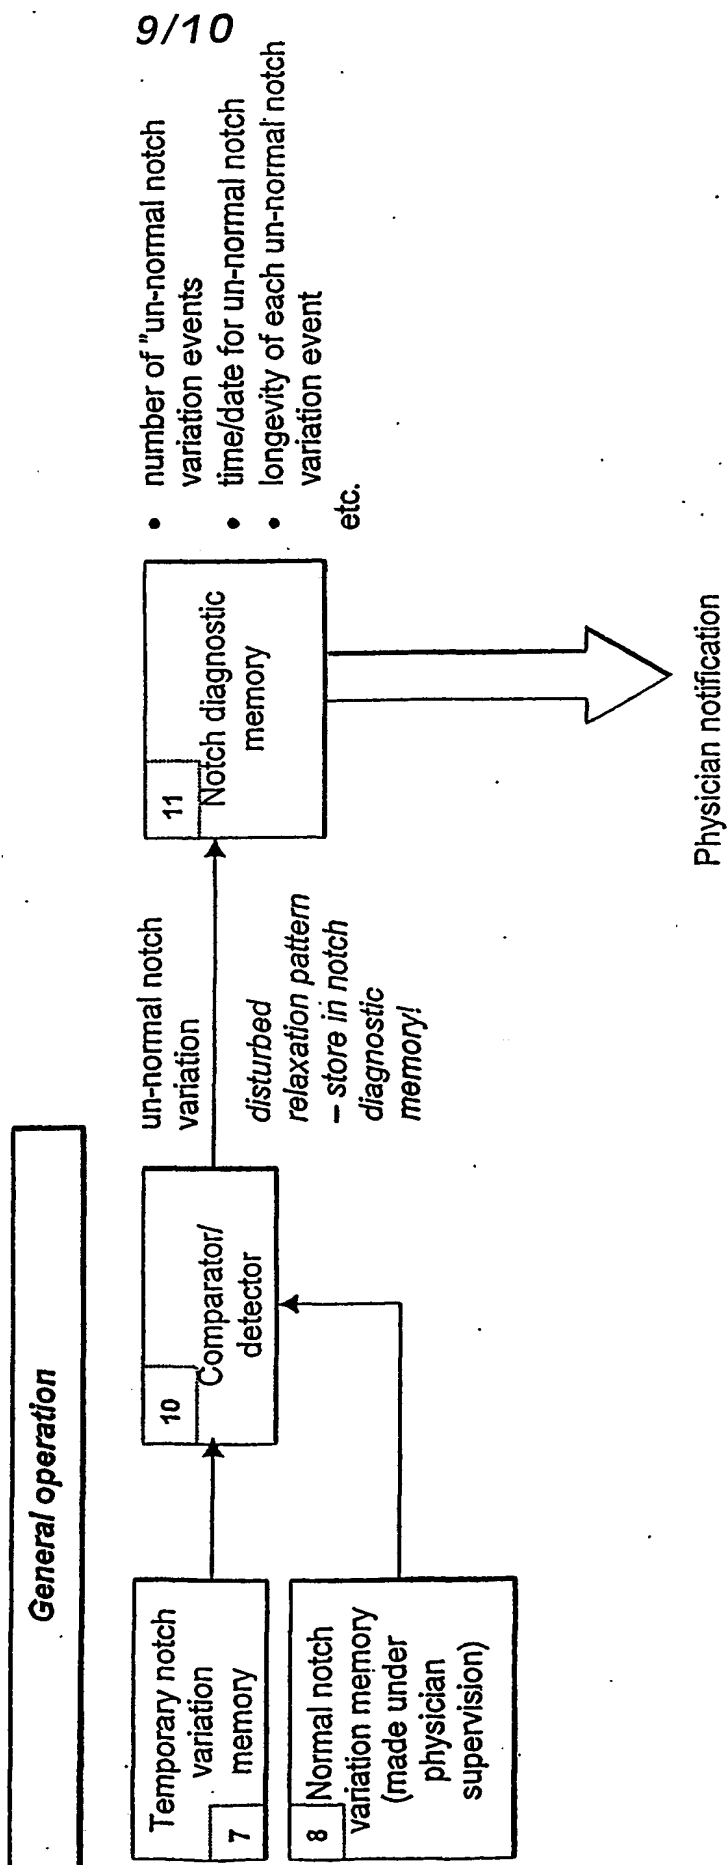 9/10
General operation
Temporary notch
variation
memory
7
8
Normal notch
variation memory
(made under
physician
supervision)
10
Comparator/
detector
un-normal notch
variation
disturbed
relaxation pattern
– store in notch
diagnostic
memory!
11
Notch diagnostic
memory
• number of "un-normal notch
variation events
• time/date for un-normal notch
• longevity of each un-normal notch
variation event
etc.
Physician notification